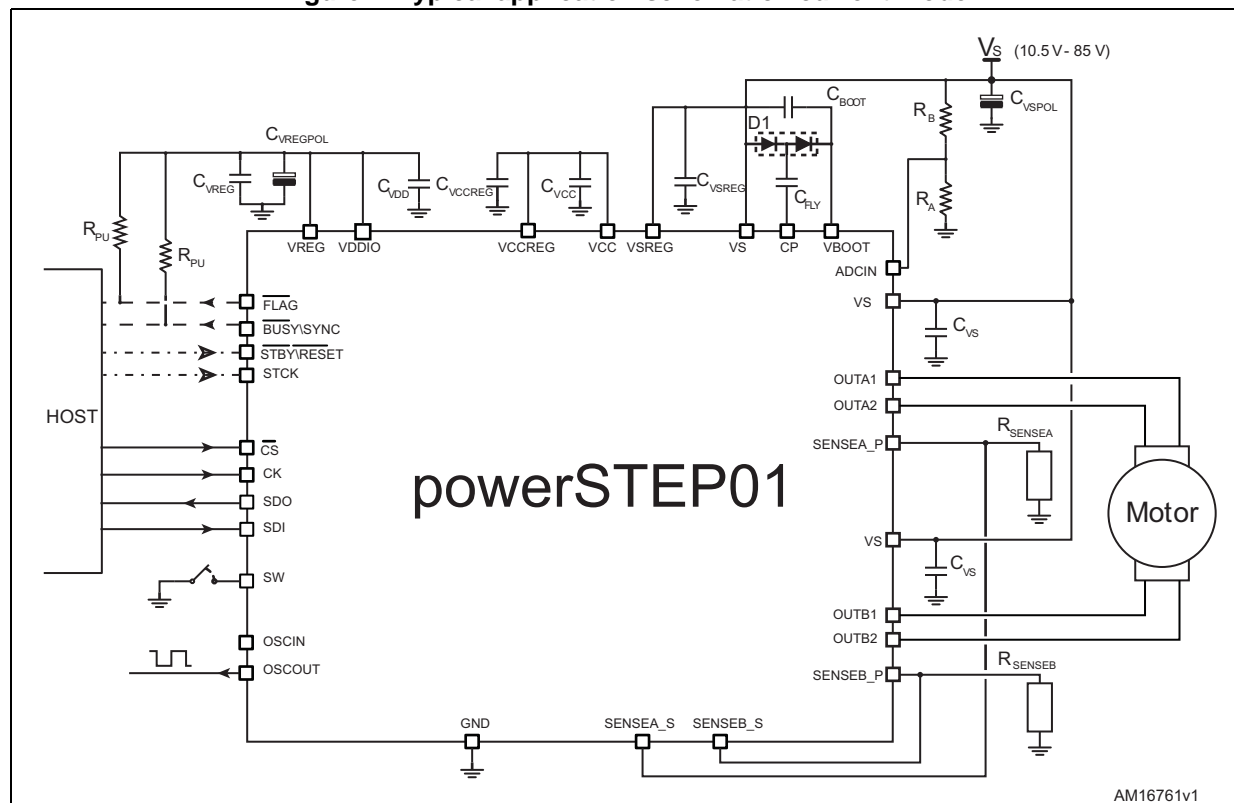 VS (10.5 V - 85 V)
CBOOT
RB
CVSPOL
D1
CVREGPOL
CVREG
CVDD
CVCCREG
CVCC
CVSREG
CFLY
RA
RPU
RPU
VREG
VDDIO
VCCREG
VCC
VSREG
VS
CP
VBOOT
ADCIN
FLAG
VS
BUSY\SYNC
CVS
STBY\RESET
STCK
OUTA1
HOST
OUTA2
RSENSEA
CS
SENSEA_P
CK
powerSTEP01
SDO
Motor
SDI
VS
SW
CVS
OUTB1
OSCIN
OUTB2
OSCOUT
RSENSEB
SENSEB_P
GND
SENSEA_S
SENSEB_S
AM16761v1